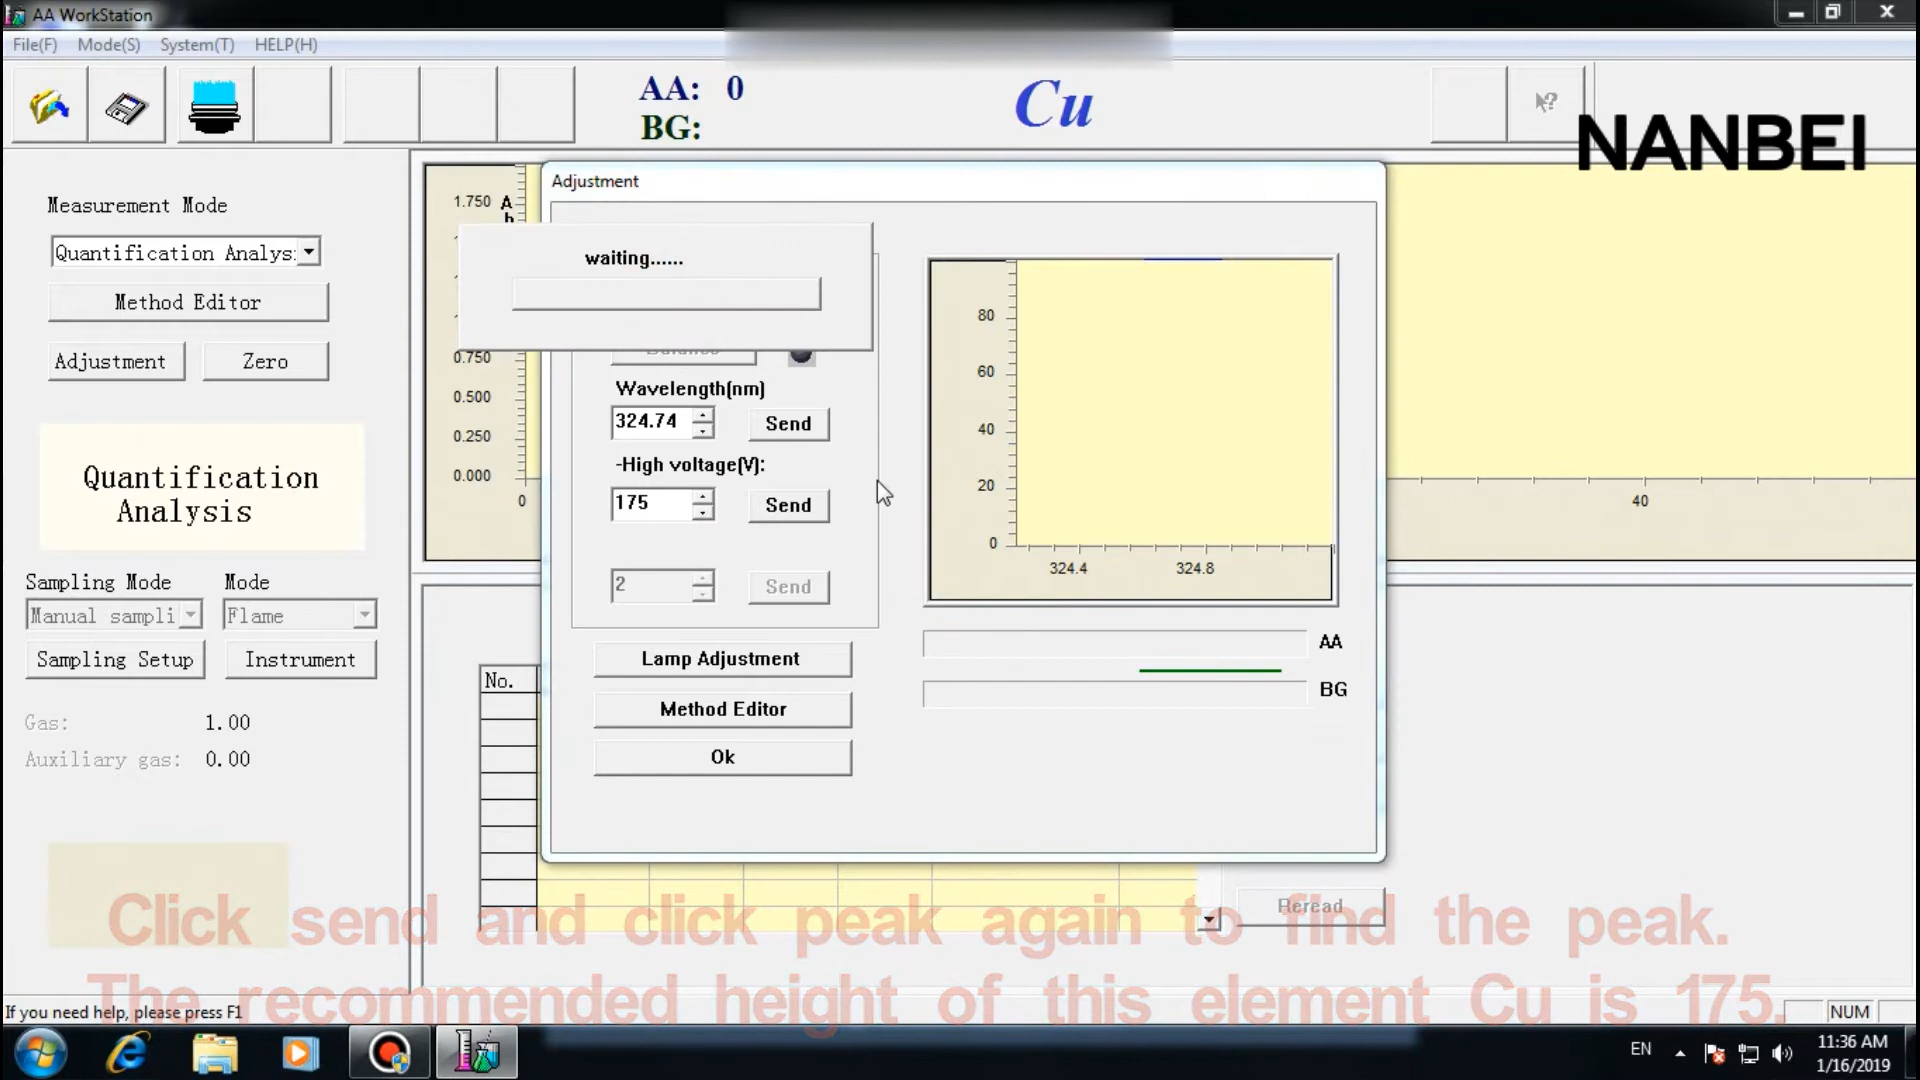 AA WorkStation
File(F) Mode(S) System(T) HELP(H)
AA: 0
BG:
Cu
NANBEI
Measurement Mode
Quantification Analys
Method Editor
Adjustment Zero
Quantification
Analysis
Sampling Mode Mode
Manual sampli Flame
Sampling Setup Instrument
Gas: 1.00
Auxiliary gas: 0.00
1.750 A
0.750
0.500
0.250
0.000
0 40
Adjustment
waiting......
Wavelength(nm)
324.74 Send
-High voltage(V):
175 Send
2 Send
Lamp Adjustment
Method Editor
Ok
80
60
40
20
0
324.4 324.8
AA
BG
No.
Reread
Click send and click peak again to find the peak.
The recommended height of this element Cu is 175.
If you need help, please press F1
NUM
EN
11:36 AM
1/16/2019